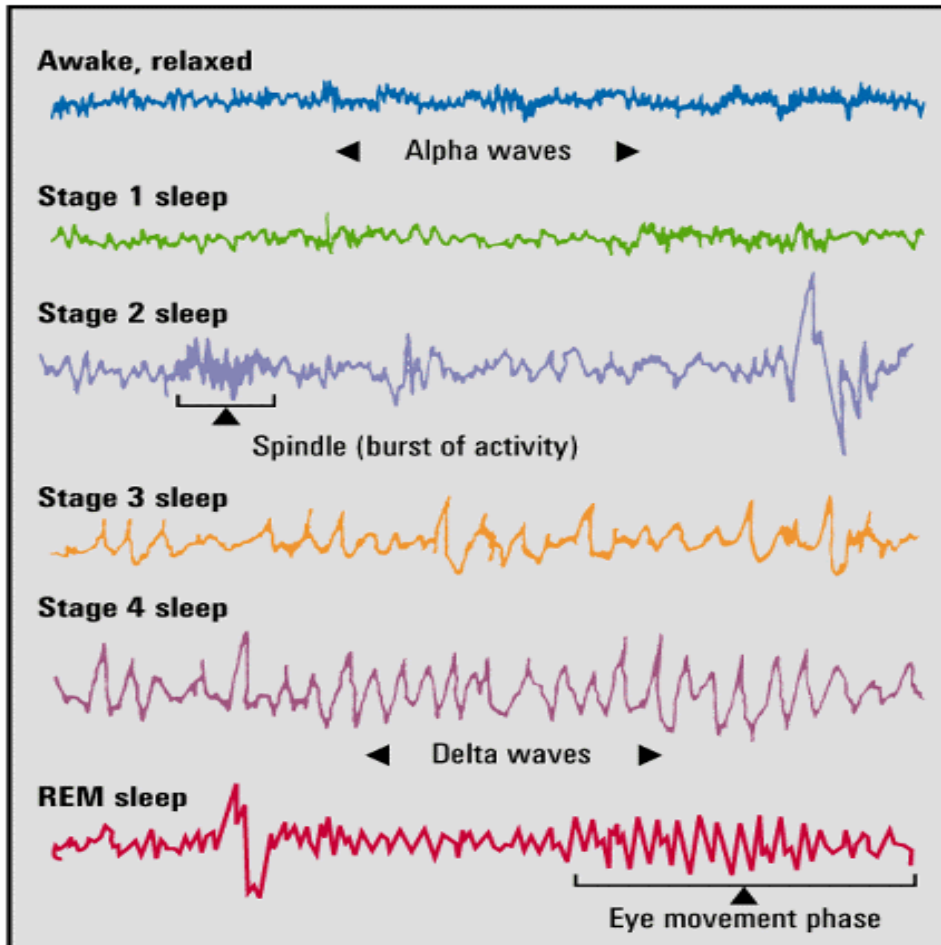 Awake, relaxed
Alpha waves
Stage 1 sleep
Stage 2 sleep
Spindle (burst of activity)
Stage 3 sleep
Stage 4 sleep
Delta waves
REM sleep
Eye movement phase